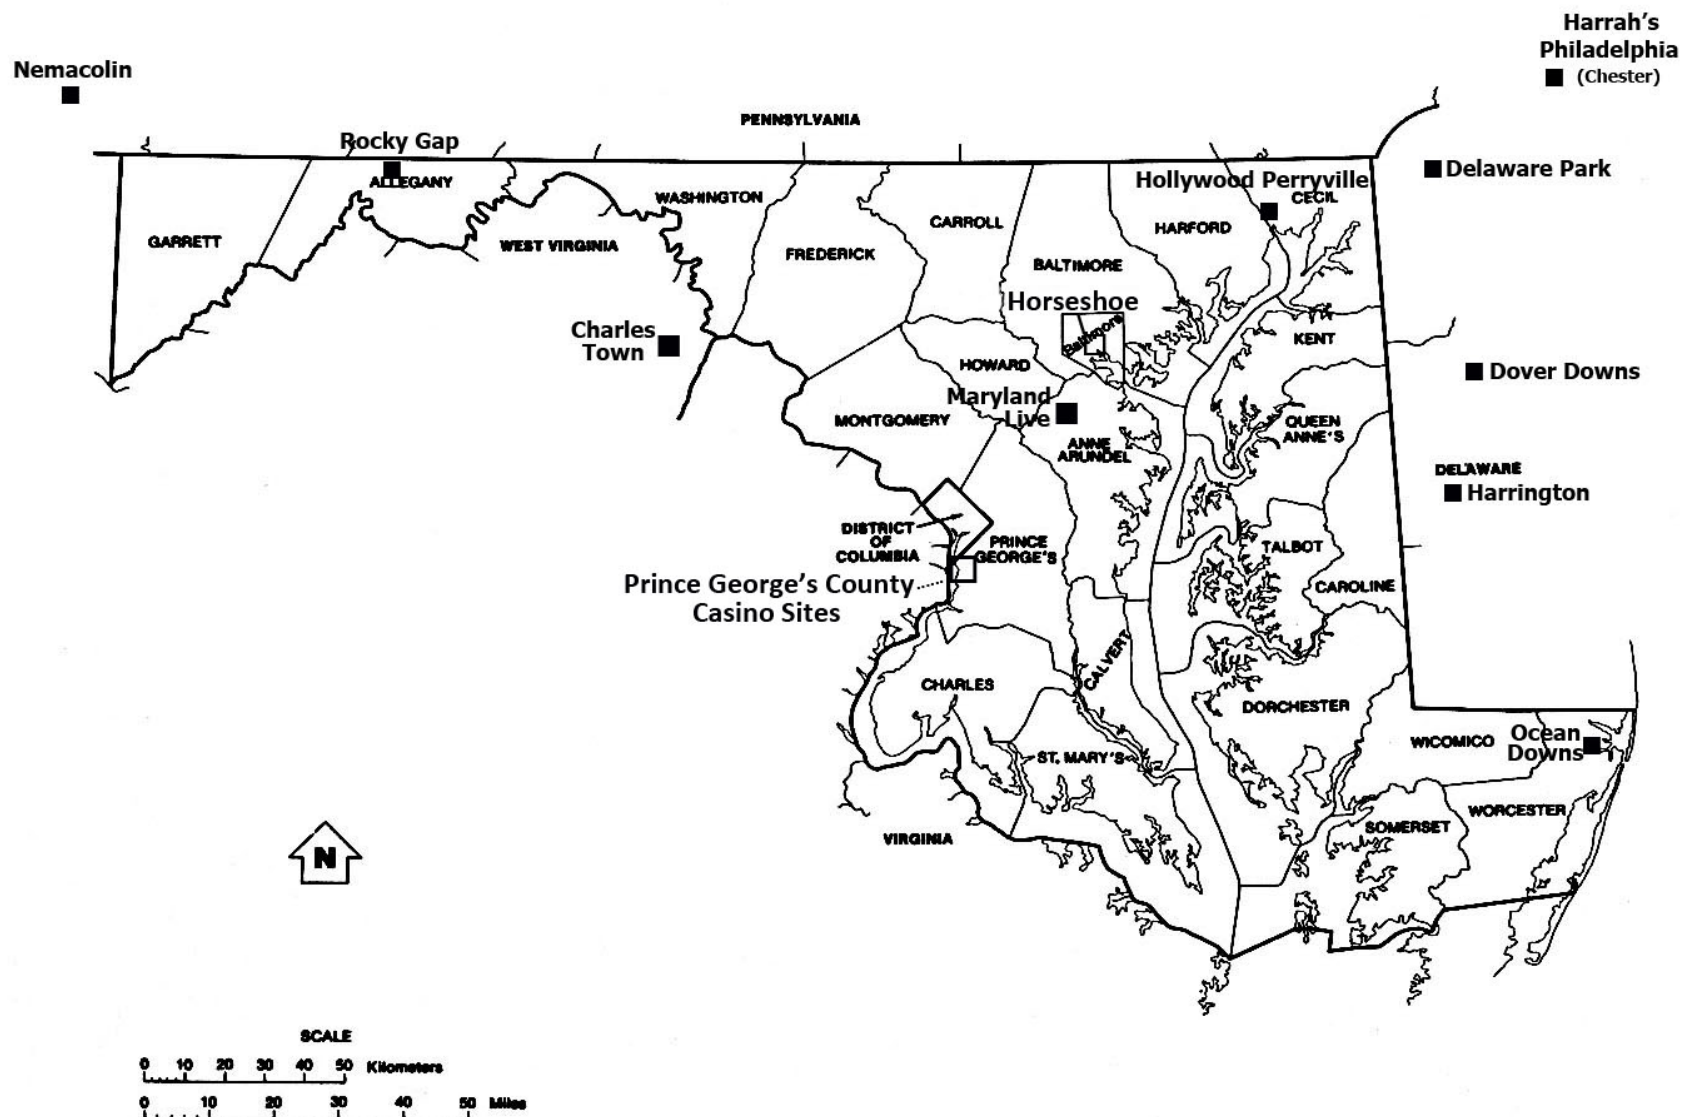 Harrah's
Philadelphia
(Chester)
Nemacolin
PENNSYLVANIA
Rocky Gap
ALLEGANY
Delaware Park
Hollywood Perryville
CECIL
WASHINGTON
GARRETT
WEST VIRGINIA
FREDERICK
CARROLL
HARFORD
BALTIMORE
Horseshoe
Baltimore
Charles
Town
KENT
HOWARD
Dover Downs
Maryland
Live
MONTGOMERY
ANNE
ARUNDEL
QUEEN
ANNE'S
DELAWARE
Harrington
DISTRICT
OF
COLUMBIA
PRINCE
GEORGE'S
TALBOT
CAROLINE
Prince George's County
Casino Sites
CALVERT
CHARLES
DORCHESTER
ST. MARY'S
WICOMICO
Ocean
Downs
WORCESTER
SOMERSET
VIRGINIA
N
SCALE
0 10 20 30 40 50 Kilometers
0 10 20 30 40 50 Miles